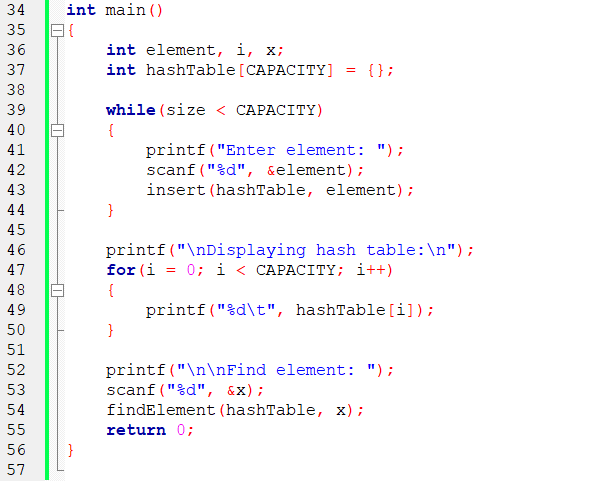 34 int main()
35 {
36     int element, i, x;
37     int hashTable[CAPACITY] = {};
38
39     while(size < CAPACITY)
40     {
41         printf("Enter element: ");
42         scanf("%d", &element);
43         insert(hashTable, element);
44     }
45
46     printf("\nDisplaying hash table:\n");
47     for(i = 0; i < CAPACITY; i++)
48     {
49         printf("%d\t", hashTable[i]);
50     }
51
52     printf("\n\nFind element: ");
53     scanf("%d", &x);
54     findElement(hashTable, x);
55     return 0;
56 }
57